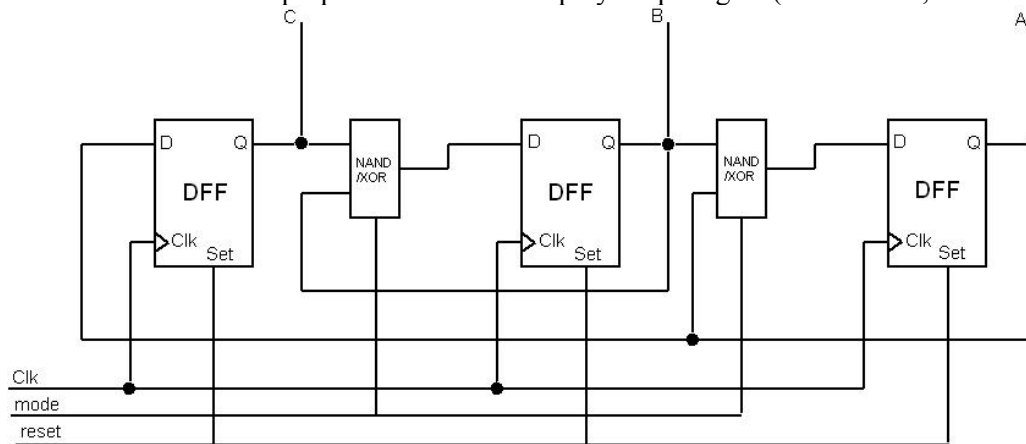 C B A
D Q NAND /XOR D Q NAND /XOR D Q
DFF DFF DFF
Clk Clk Clk
Set Set Set
Clk
mode
reset